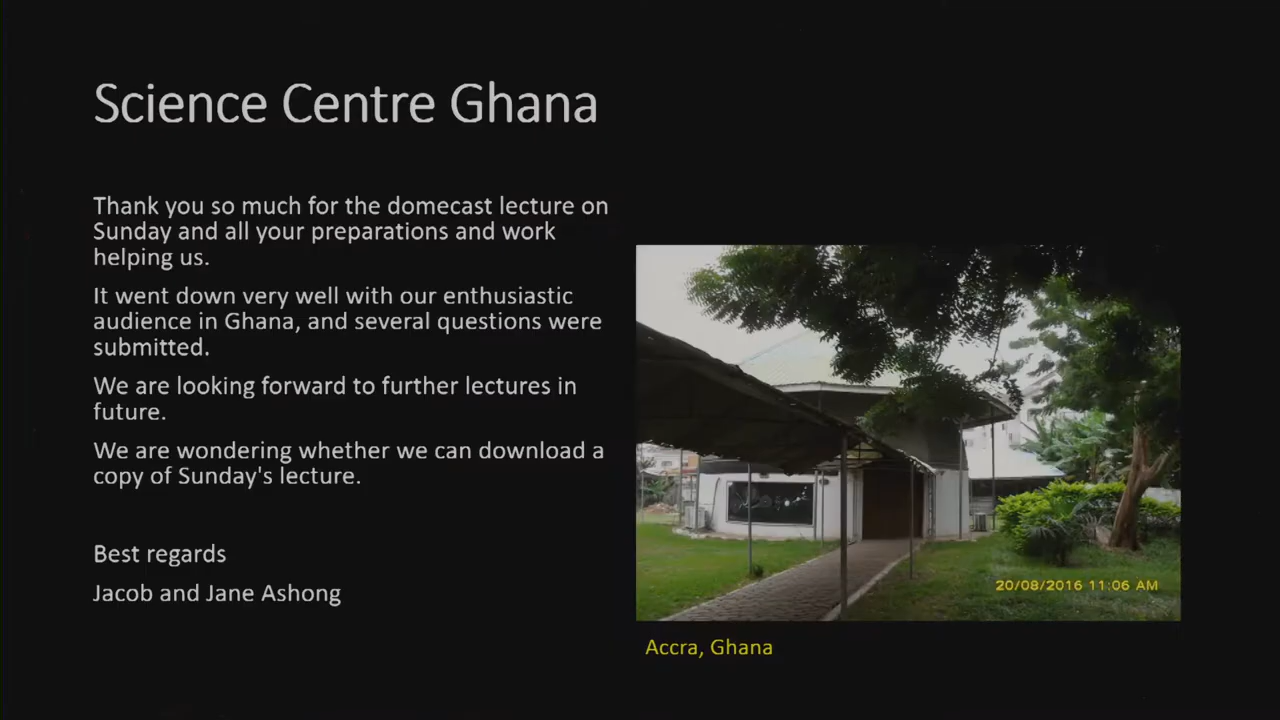 Science Centre Ghana
Thank you so much for the domecast lecture on
Sunday and all your preparations and work
helping us.
It went down very well with our enthusiastic
audience in Ghana, and several questions were
submitted.
We are looking forward to further lectures in
future.
We are wondering whether we can download a
copy of Sunday's lecture.
Best regards
Jacob and Jane Ashong
20/08/2016 11:06 AM
Accra, Ghana